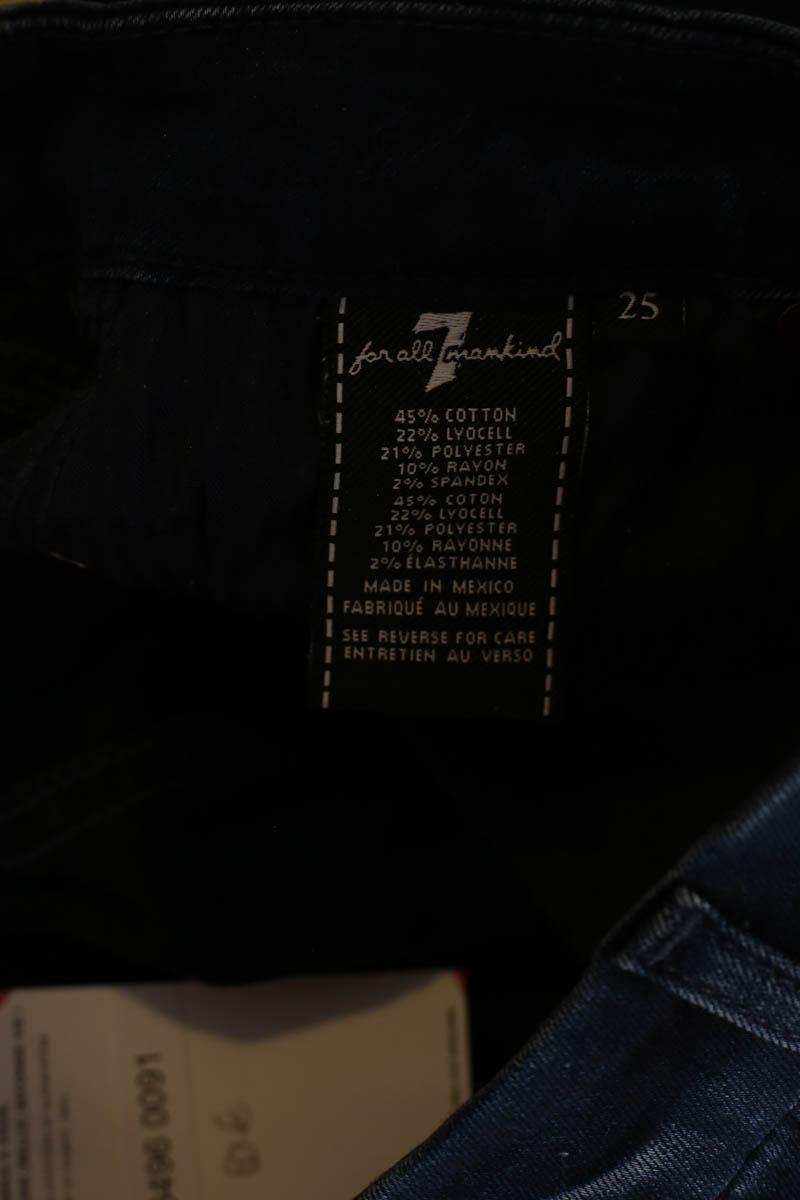 25
for all 7 mankind
45% COTTON
22% LYOCELL
21% POLYESTER
10% RAYON
2% SPANDEX
45% COTON
22% LYOCELL
21% POLYESTER
10% RAYONNE
2% ÉLASTHANNE
MADE IN MEXICO
FABRIQUÉ AU MEXIQUE
SEE REVERSE FOR CARE
ENTRETIEN AU VERSO
496 0091